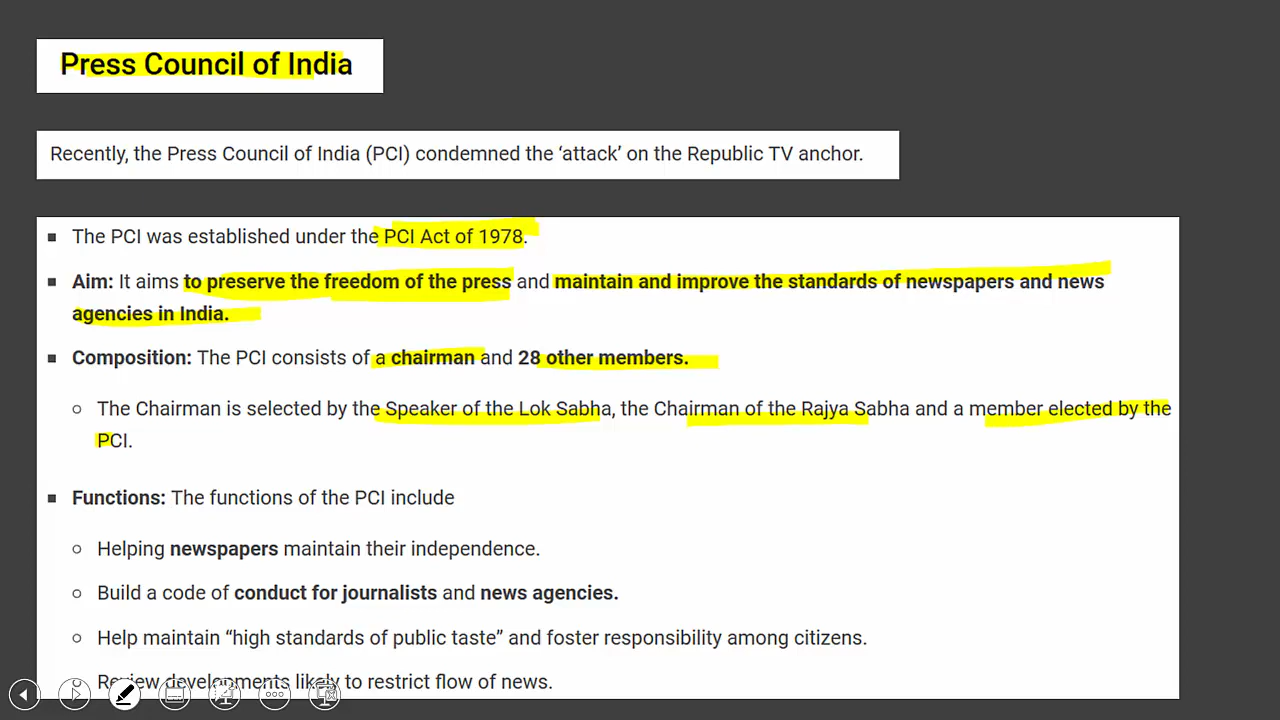 Press Council of India
Recently, the Press Council of India (PCI) condemned the ‘attack’ on the Republic TV anchor.
The PCI was established under the PCI Act of 1978.
Aim: It aims to preserve the freedom of the press and maintain and improve the standards of newspapers and news
agencies in India.
Composition: The PCI consists of a chairman and 28 other members.
The Chairman is selected by the Speaker of the Lok Sabha, the Chairman of the Rajya Sabha and a member elected by the
PCI.
Functions: The functions of the PCI include
Helping newspapers maintain their independence.
Build a code of conduct for journalists and news agencies.
Help maintain “high standards of public taste” and foster responsibility among citizens.
Review developments likely to restrict flow of news.